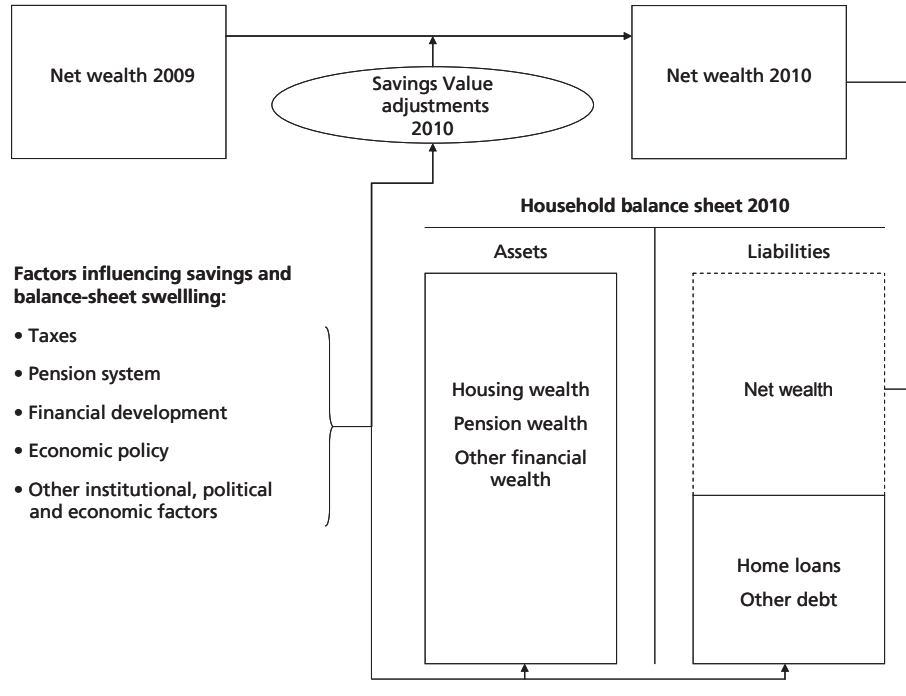 Net wealth 2009
Savings Value
adjustments
2010
Net wealth 2010
Household balance sheet 2010
Assets
Liabilities
Factors influencing savings and
balance-sheet swellling:
• Taxes
• Pension system
• Financial development
• Economic policy
• Other institutional, political
and economic factors
Housing wealth
Pension wealth
Other financial
wealth
Net wealth
Home loans
Other debt